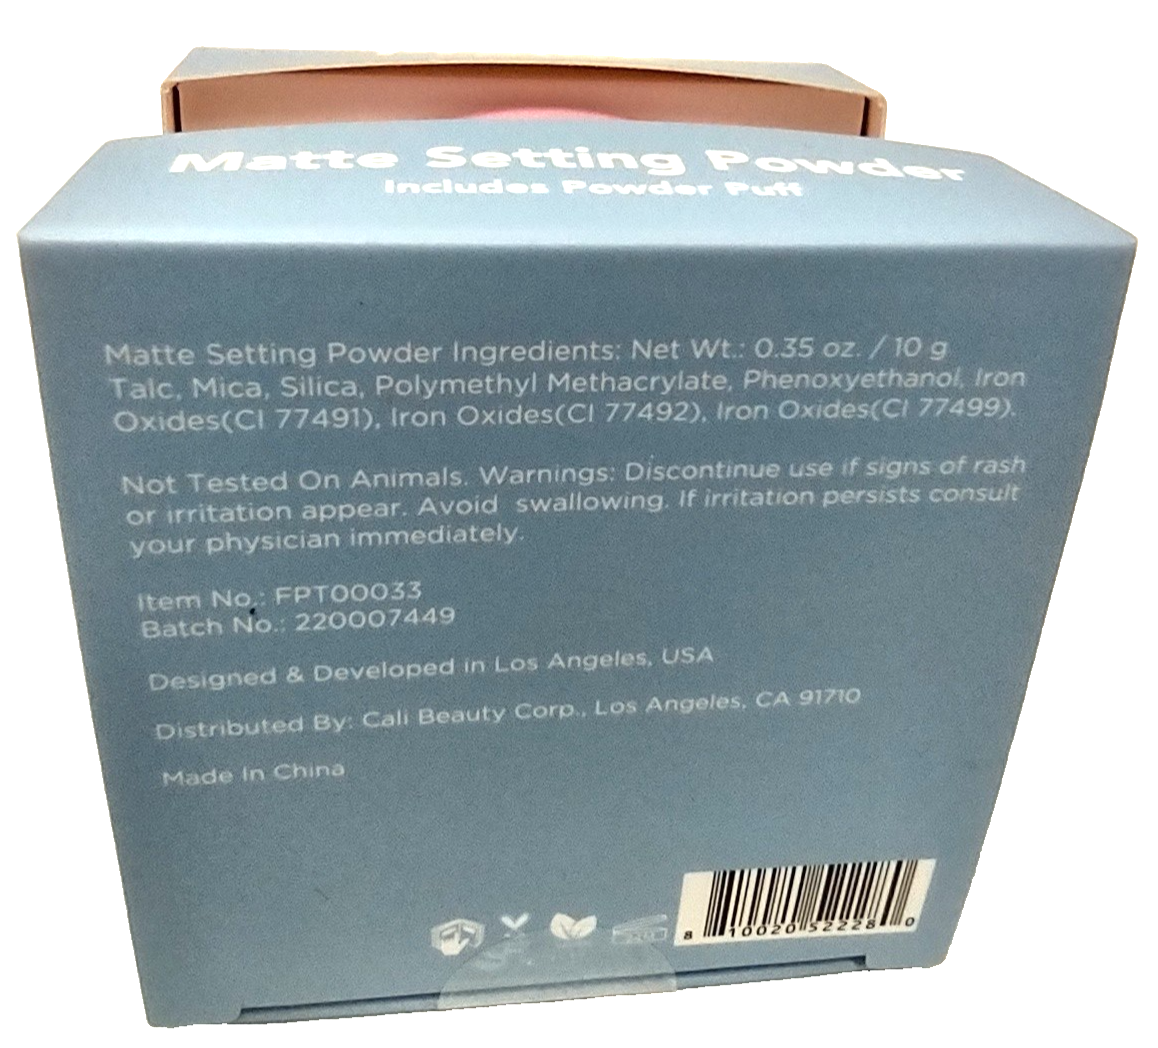 Matte Setting Powder
Includes Powder Puff
Matte Setting Powder Ingredients: Net Wt.: 0.35 oz. / 10 g
Talc, Mica, Silica, Polymethyl Methacrylate, Phenoxyethanol, Iron
Oxides(CI 77491), Iron Oxides(CI 77492), Iron Oxides(CI 77499).
Not Tested On Animals. Warnings: Discontinue use if signs of rash
or irritation appear. Avoid swallowing. If irritation persists consult
your physician immediately.
Item No.: FPT00033
Batch No.: 220007449
Designed & Developed in Los Angeles, USA
Distributed By: Cali Beauty Corp., Los Angeles, CA 91710
Made In China
8 10020 52228 0